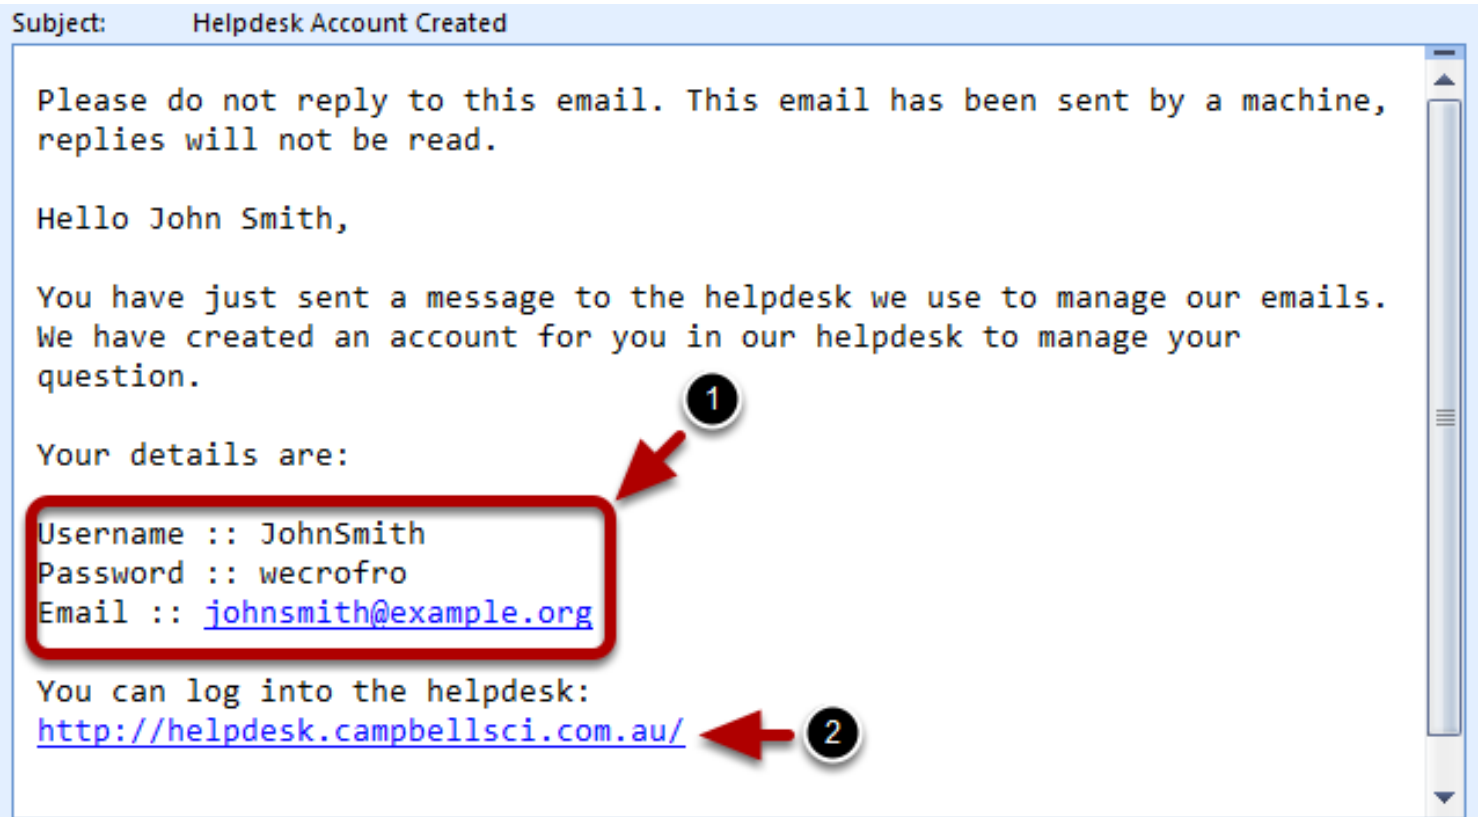 Subject: Helpdesk Account Created
Please do not reply to this email. This email has been sent by a machine,
replies will not be read.
Hello John Smith,
You have just sent a message to the helpdesk we use to manage our emails.
We have created an account for you in our helpdesk to manage your
question.
1
Your details are:
Username :: JohnSmith
Password :: wecrofro
Email :: johnsmith@example.org
You can log into the helpdesk:
http://helpdesk.campbellsci.com.au/ 2